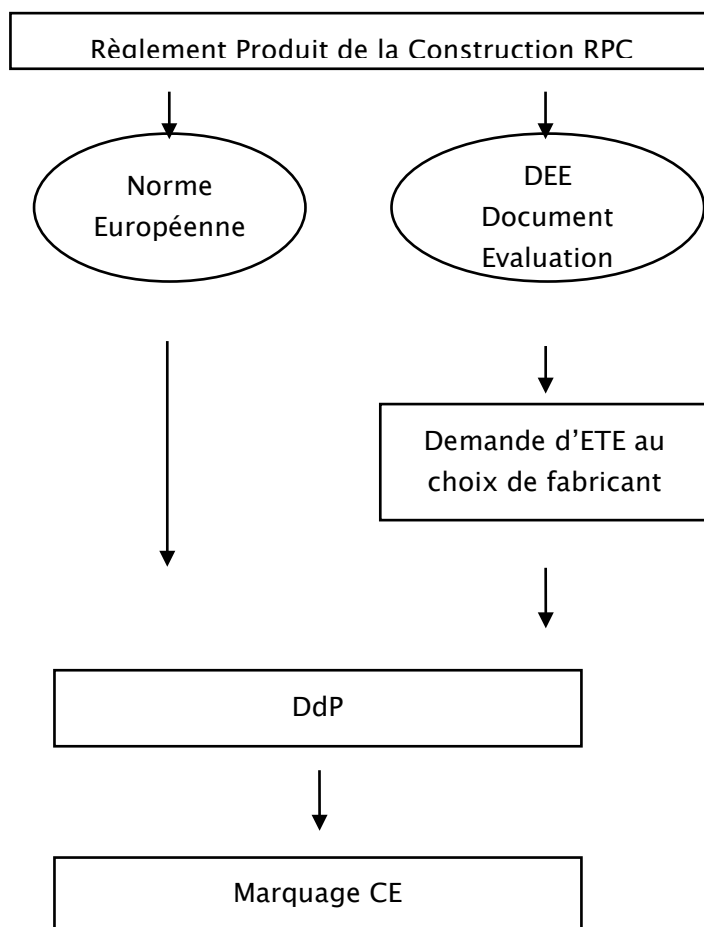 Règlement Produit de la Construction RPC
Norme
Européenne
DEE
Document
Evaluation
Demande d'ETE au
choix de fabricant
DdP
Marquage CE